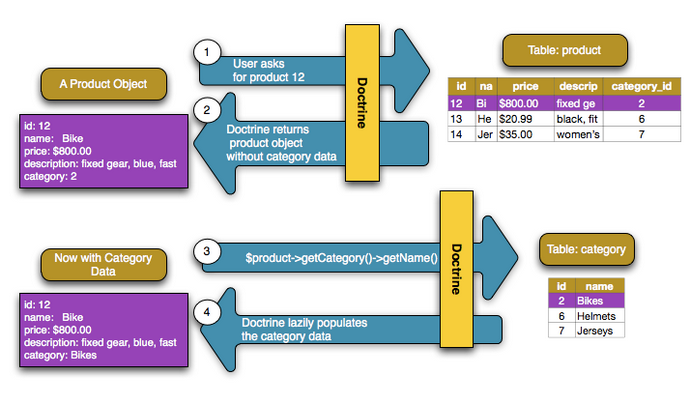 1
User asks
for product 12
Doctrine
Table: product
A Product Object
id: 12
name: Bike
price: $800.00
description: fixed gear, blue, fast
category: 2
2
Doctrine returns
product object
without category data
id na price descrip category_id
12 Bi $800.00 fixed ge 2
13 He $20.99 black, fit 6
14 Jer $35.00 women's 7
3
$product->getCategory()->getName()
Doctrine
Table: category
Now with Category
Data
id: 12
name: Bike
price: $800.00
description: fixed gear, blue, fast
category: Bikes
4
Doctrine lazily populates
the category data
id name
2 Bikes
6 Helmets
7 Jerseys